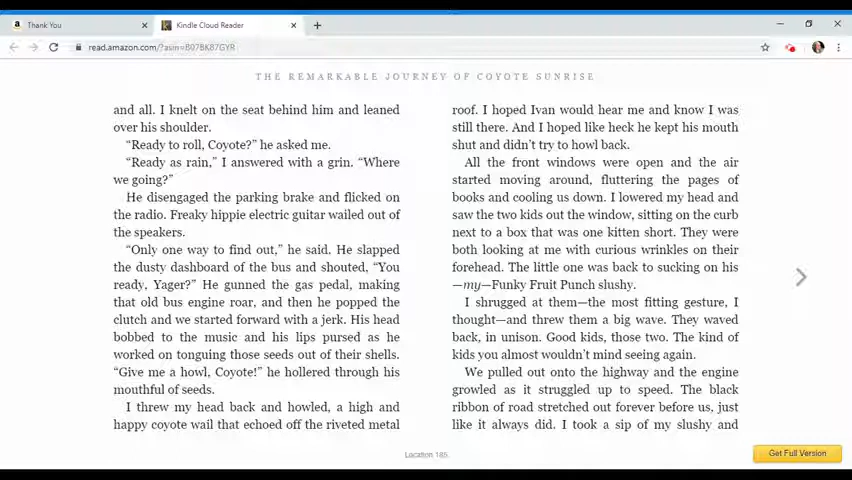 Thank You
Kindle Cloud Reader
read.amazon.com/?asin=B07BK87GYR
THE REMARKABLE JOURNEY OF COYOTE SUNRISE
and all. I knelt on the seat behind him and leaned
over his shoulder.
“Ready to roll, Coyote?” he asked me.
“Ready as rain,” I answered with a grin. “Where
we going?”
He disengaged the parking brake and flicked on
the radio. Freaky hippie electric guitar wailed out of
the speakers.
“Only one way to find out,” he said. He slapped
the dusty dashboard of the bus and shouted, “You
ready, Yager?” He gunned the gas pedal, making
that old bus engine roar, and then he popped the
clutch and we started forward with a jerk. His head
bobbed to the music and his lips pursed as he
worked on tonguing those seeds out of their shells.
“Give me a howl, Coyote!” he hollered through his
mouthful of seeds.
I threw my head back and howled, a high and
happy coyote wail that echoed off the riveted metal
roof. I hoped Ivan would hear me and know I was
still there. And I hoped like heck he kept his mouth
shut and didn’t try to howl back.
All the front windows were open and the air
started moving around, fluttering the pages of
books and cooling us down. I lowered my head and
saw the two kids out the window, sitting on the curb
next to a box that was one kitten short. They were
both looking at me with curious wrinkles on their
forehead. The little one was back to sucking on his
—my—Funky Fruit Punch slushy.
I shrugged at them—the most fitting gesture, I
thought—and threw them a big wave. They waved
back, in unison. Good kids, those two. The kind of
kids you almost wouldn’t mind seeing again.
We pulled out onto the highway and the engine
growled as it struggled up to speed. The black
ribbon of road stretched out forever before us, just
like it always did. I took a sip of my slushy and
Location 185
Get Full Version